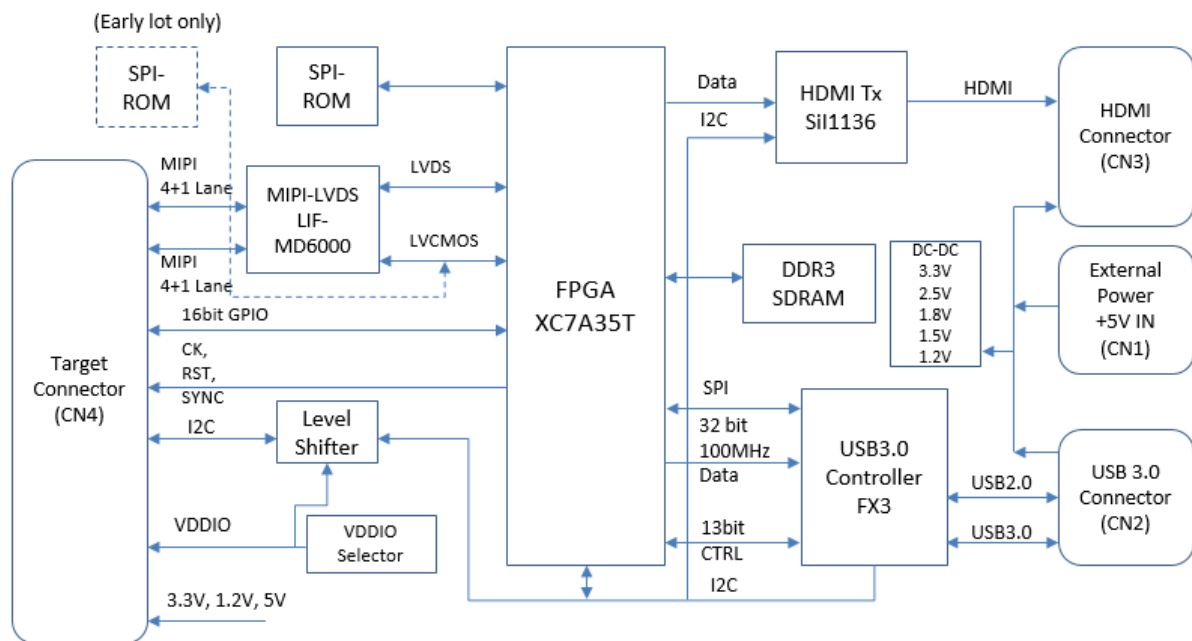 (Early lot only)
SPI-
ROM
SPI-
ROM
MIPI
4+1 Lane
MIPI-LVDS
LIF-
MD6000
LVDS
LVCMOS
MIPI
4+1 Lane
16bit GPIO
CK,
RST,
SYNC
Target
Connector
(CN4)
I2C
Level
Shifter
VDDIO
VDDIO
Selector
3.3V, 1.2V, 5V
FPGA
XC7A35T
Data
I2C
HDMI Tx
SiI1136
HDMI
HDMI
Connector
(CN3)
DDR3
SDRAM
DC-DC
3.3V
2.5V
1.8V
1.5V
1.2V
External
Power
+5V IN
(CN1)
SPI
32 bit
100MHz
Data
13bit
CTRL
I2C
USB3.0
Controller
FX3
USB2.0
USB3.0
USB 3.0
Connector
(CN2)